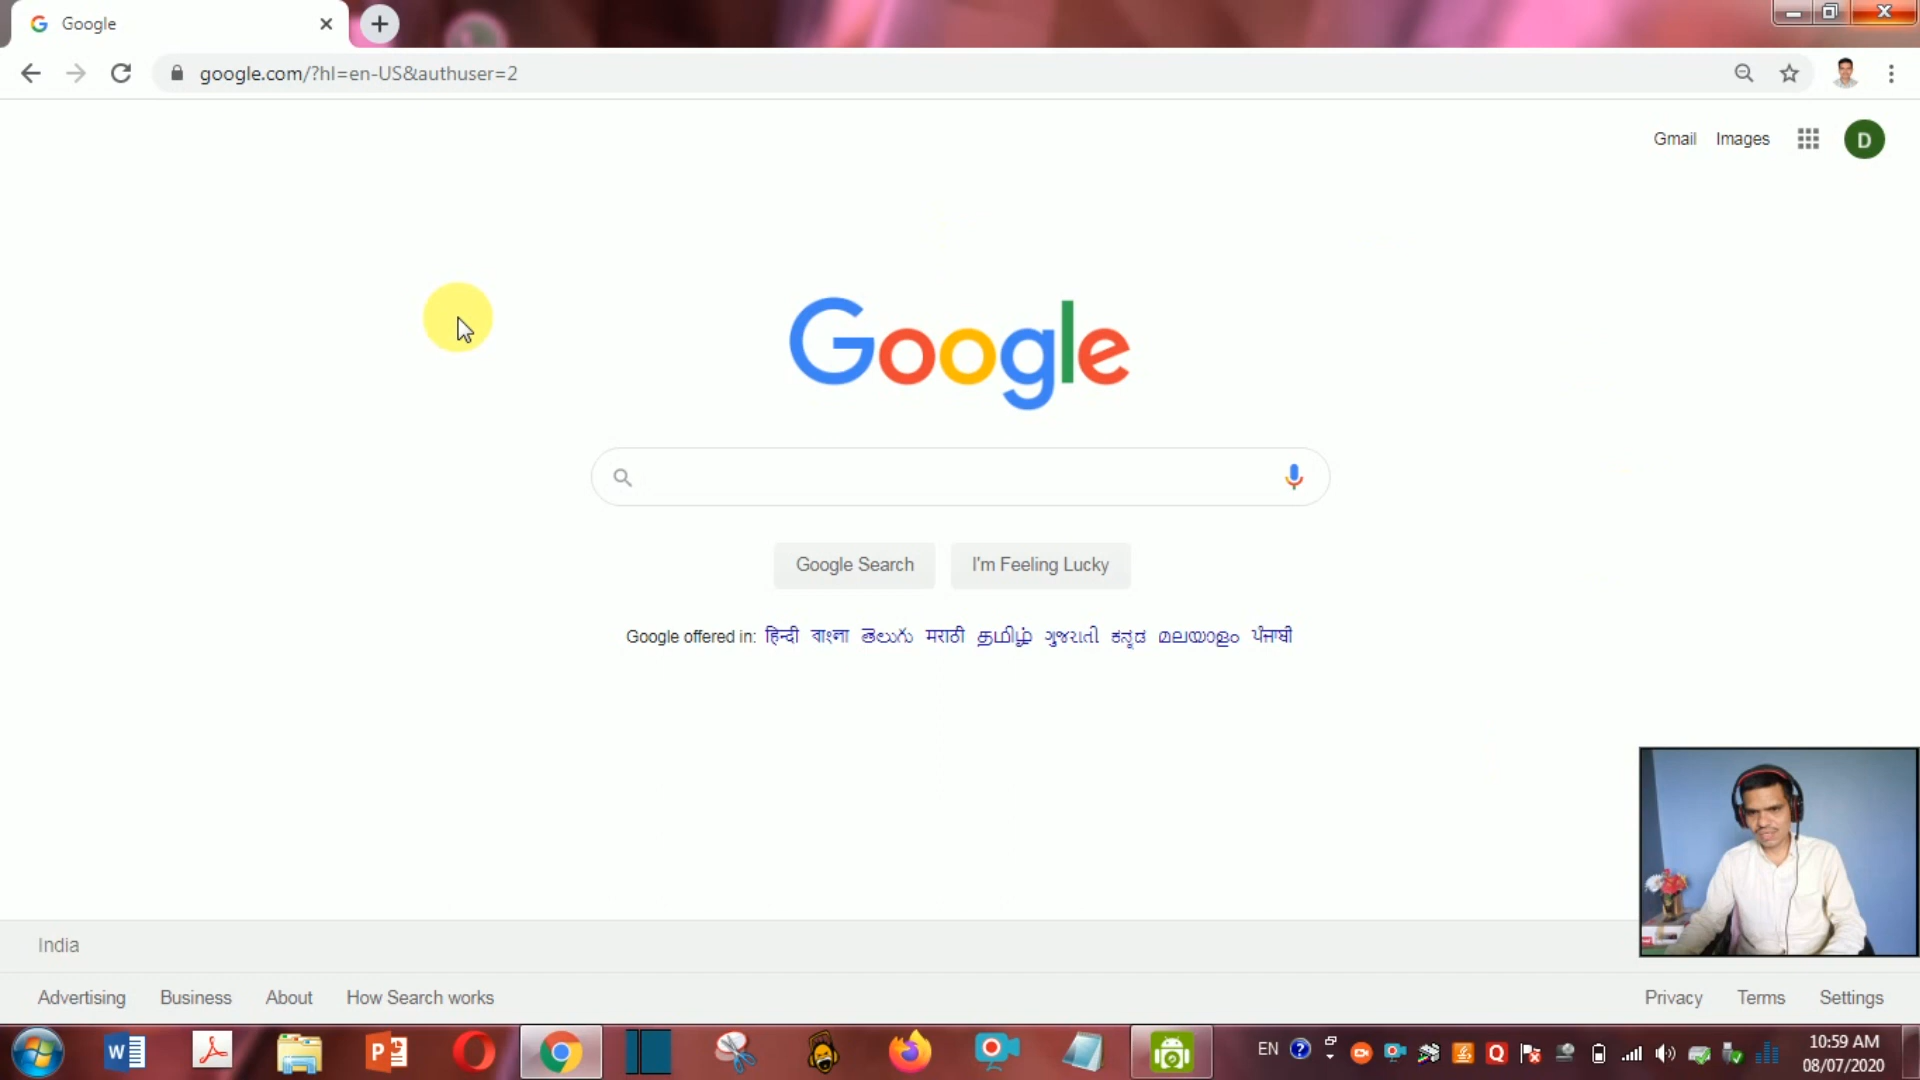 Google
google.com/?hl=en-US&authuser=2
Gmail Images D
Google
Google Search I'm Feeling Lucky
Google offered in: हिन्दी বাংলা తెలుగు मराठी தமிழ் ગુજરાતી ಕನ್ನಡ മലയാളം ਪੰਜਾਬੀ
India
Advertising Business About How Search works Privacy Terms Settings
EN 10:59 AM
08/07/2020